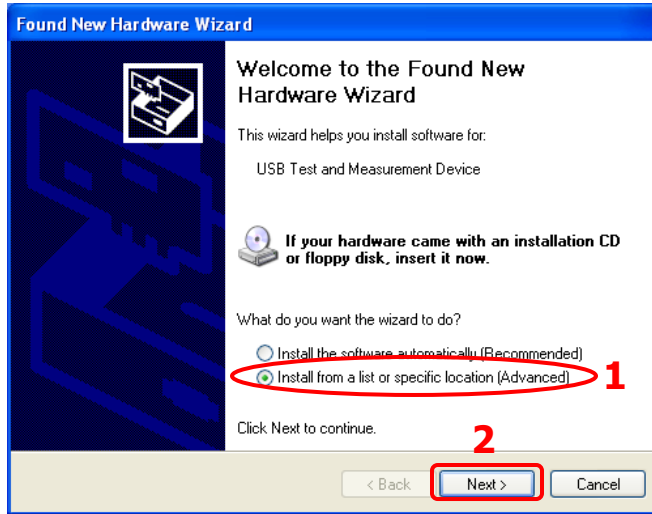 Found New Hardware Wizard
Welcome to the Found New
Hardware Wizard
This wizard helps you install software for:
USB Test and Measurement Device
If your hardware came with an installation CD
or floppy disk, insert it now.
What do you want the wizard to do?
Install the software automatically (Recommended)
Install from a list or specific location (Advanced)
1
Click Next to continue.
2
< Back
Next >
Cancel